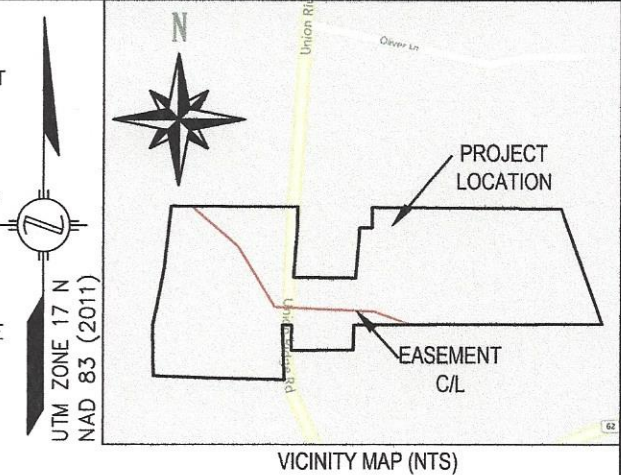 N
Union Ri
Oliver Ln
PROJECT
LOCATION
Z
UTM ZONE 17 N
NAD 83 (2011)
Union Ridge Rd
EASEMENT
C/L
62
VICINITY MAP (NTS)